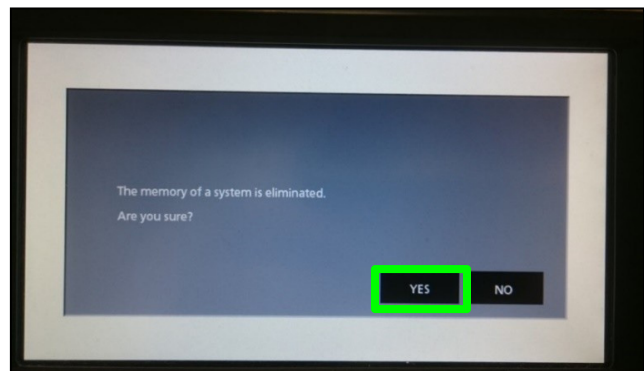 The memory of a system is eliminated.
Are you sure?
YES
NO